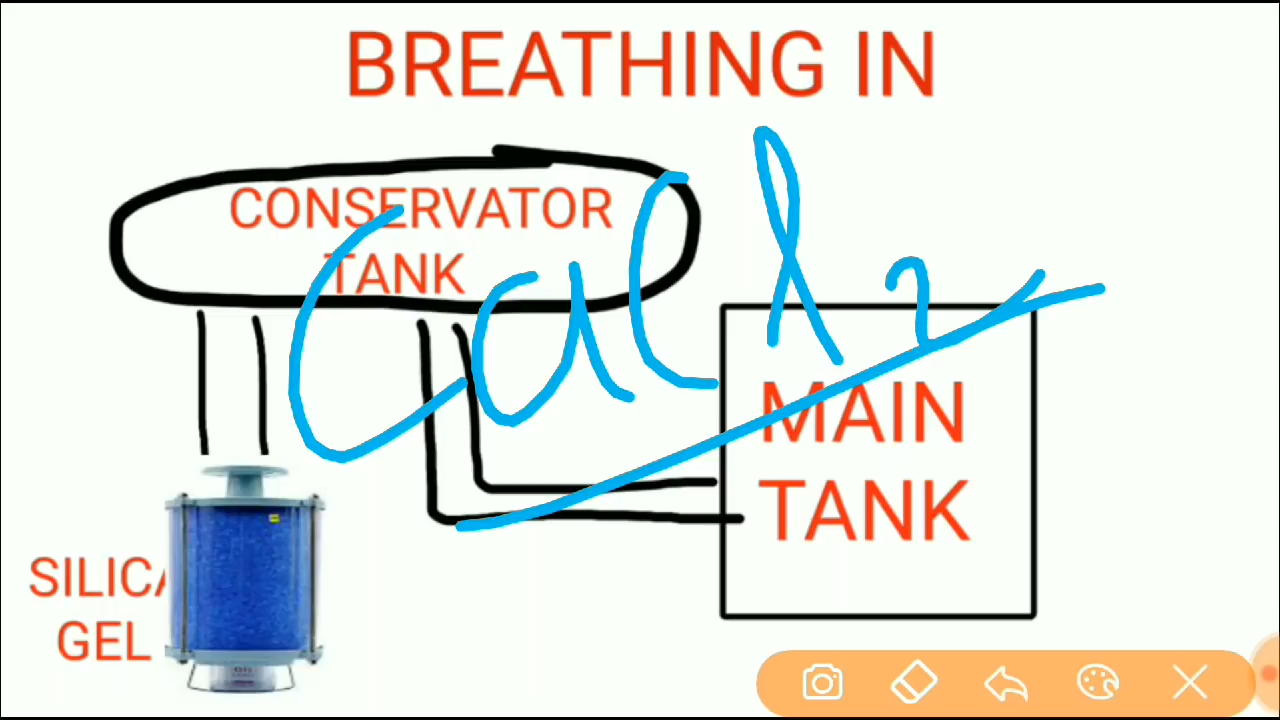 BREATHING IN
CONSERVATOR
TANK
CaCl2
MAIN
TANK
SILICA
GEL